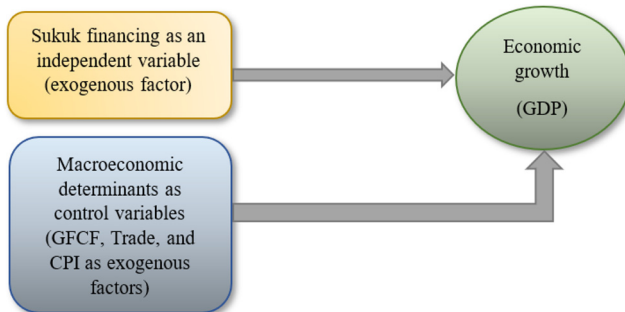 Sukuk financing as an
independent variable
(exogenous factor)
Economic
growth
(GDP)
Macroeconomic
determinants as
control variables
(GFCF, Trade, and
CPI as exogenous
factors)